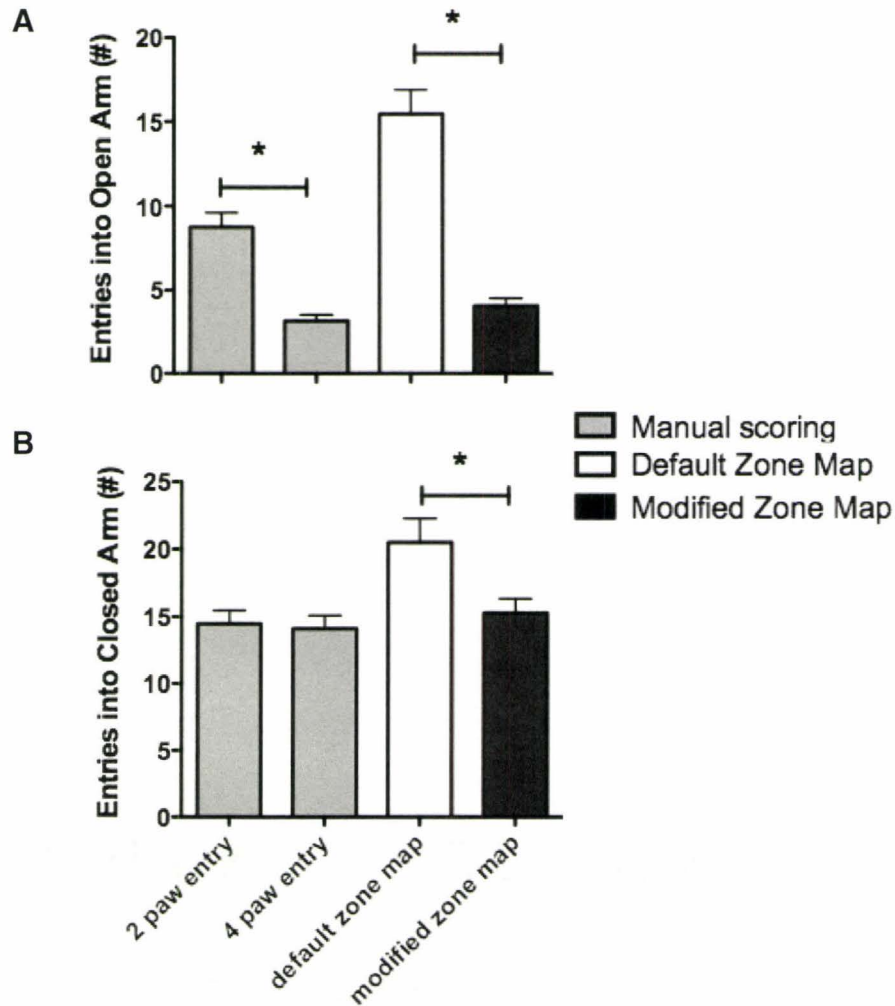 A
Entries into Open Arm (#)
20
15
10
5
0
*
*
B
Entries into Closed Arm (#)
25
20
15
10
5
0
*
2 paw entry
4 paw entry
default zone map
modified zone map
Manual scoring
Default Zone Map
Modified Zone Map